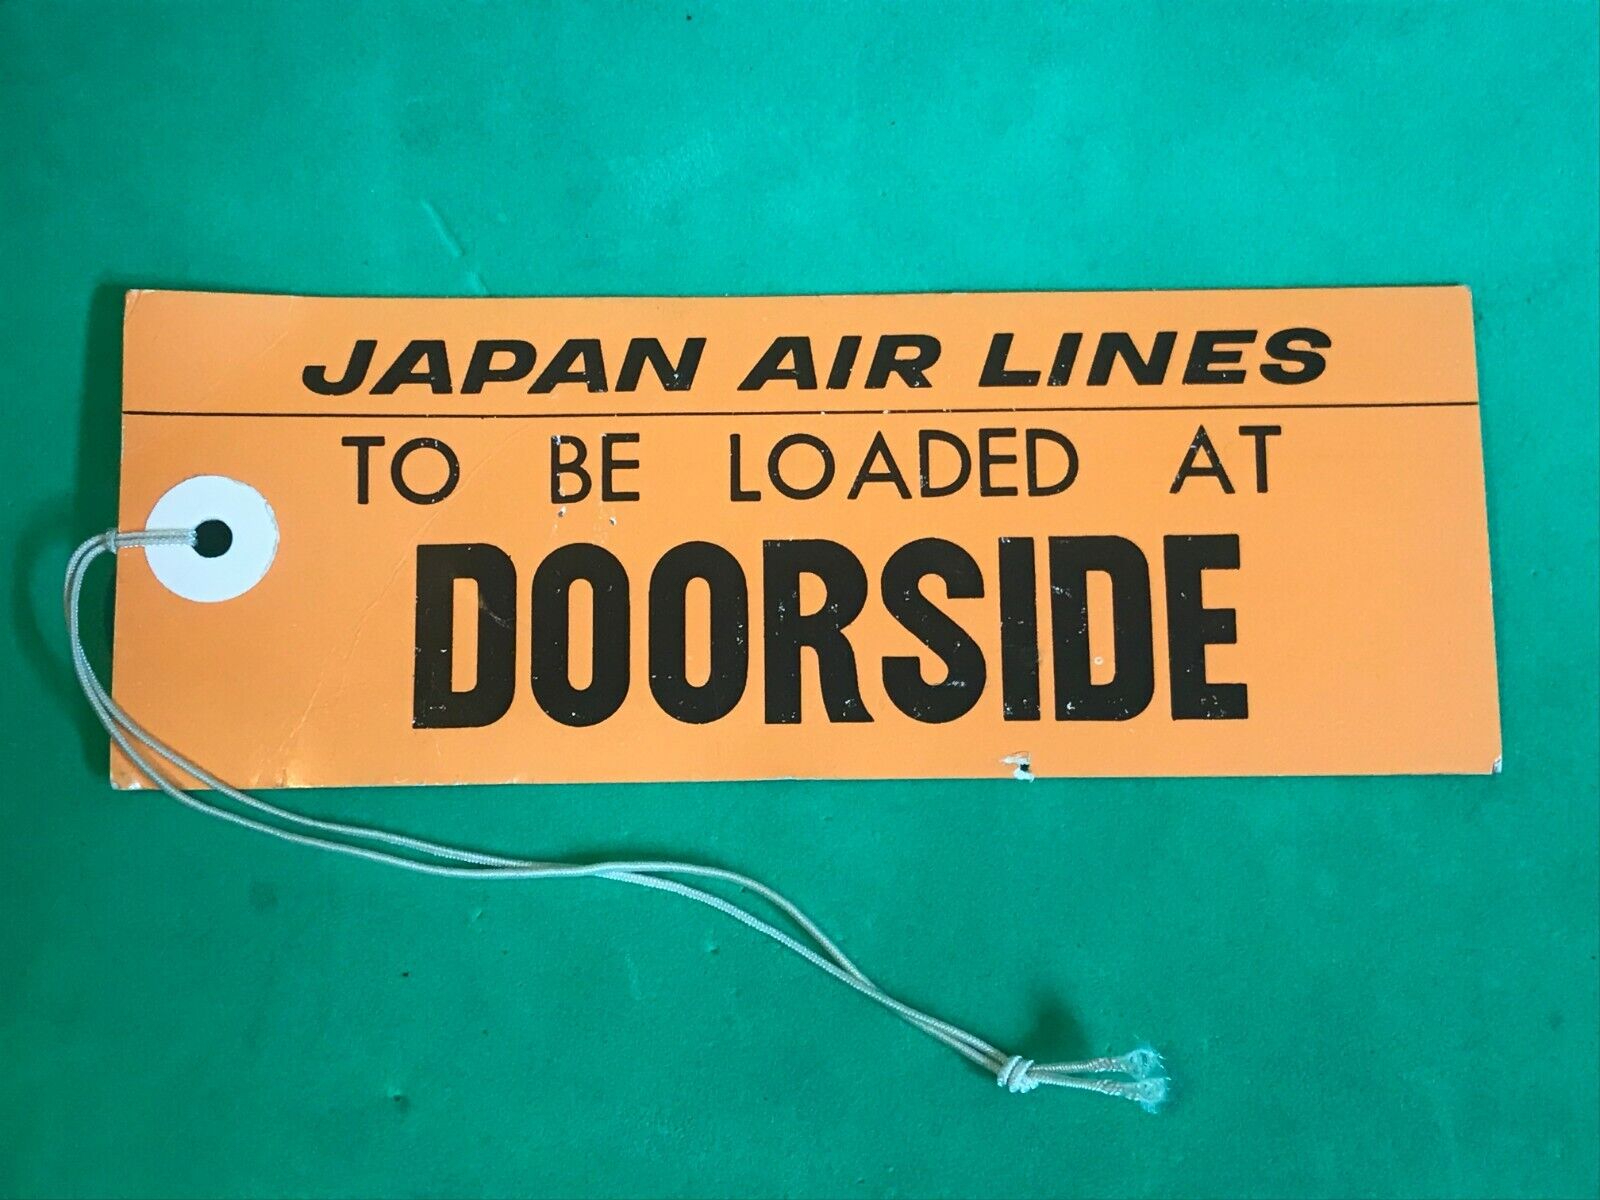 JAPAN AIR LINES
TO BE LOADED AT
DOORSIDE